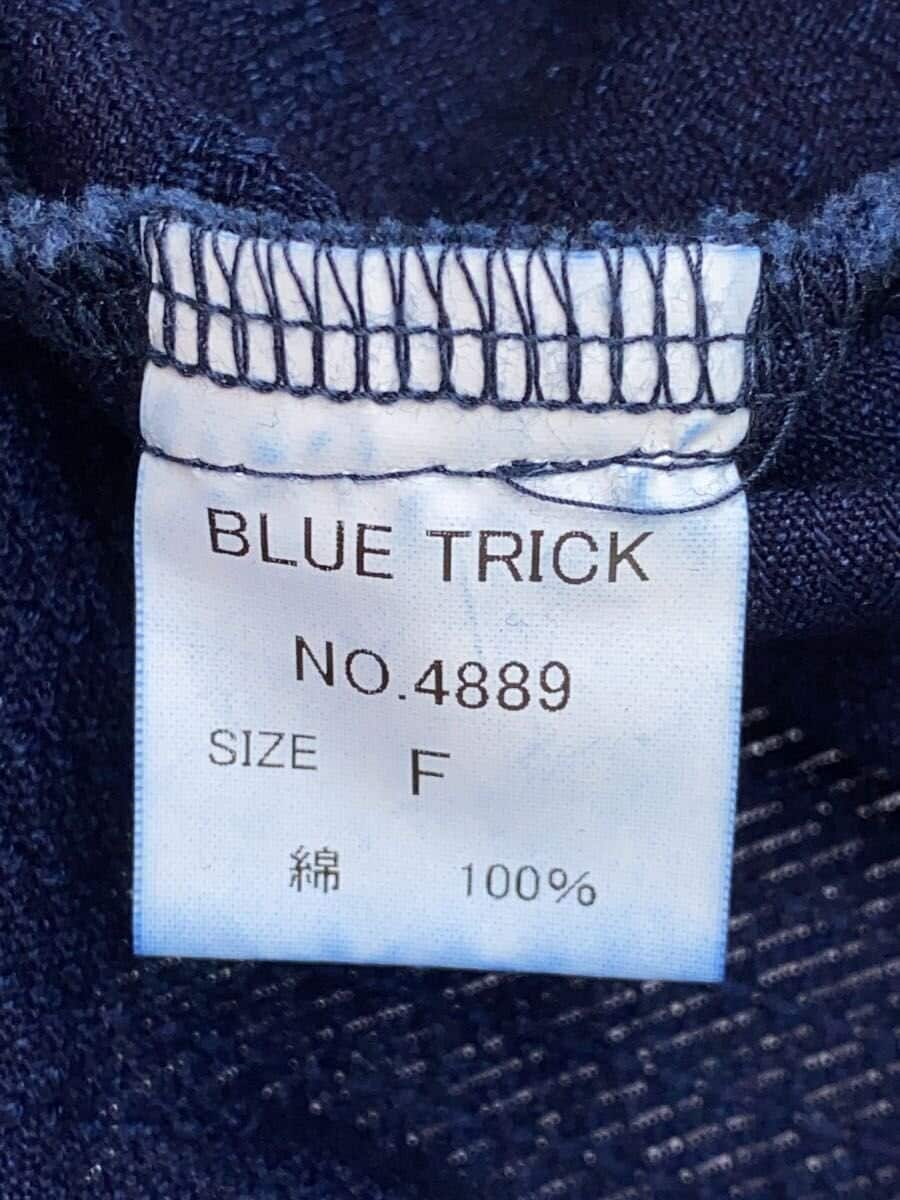 BLUE TRICK
NO.4889
SIZE F
綿 100%